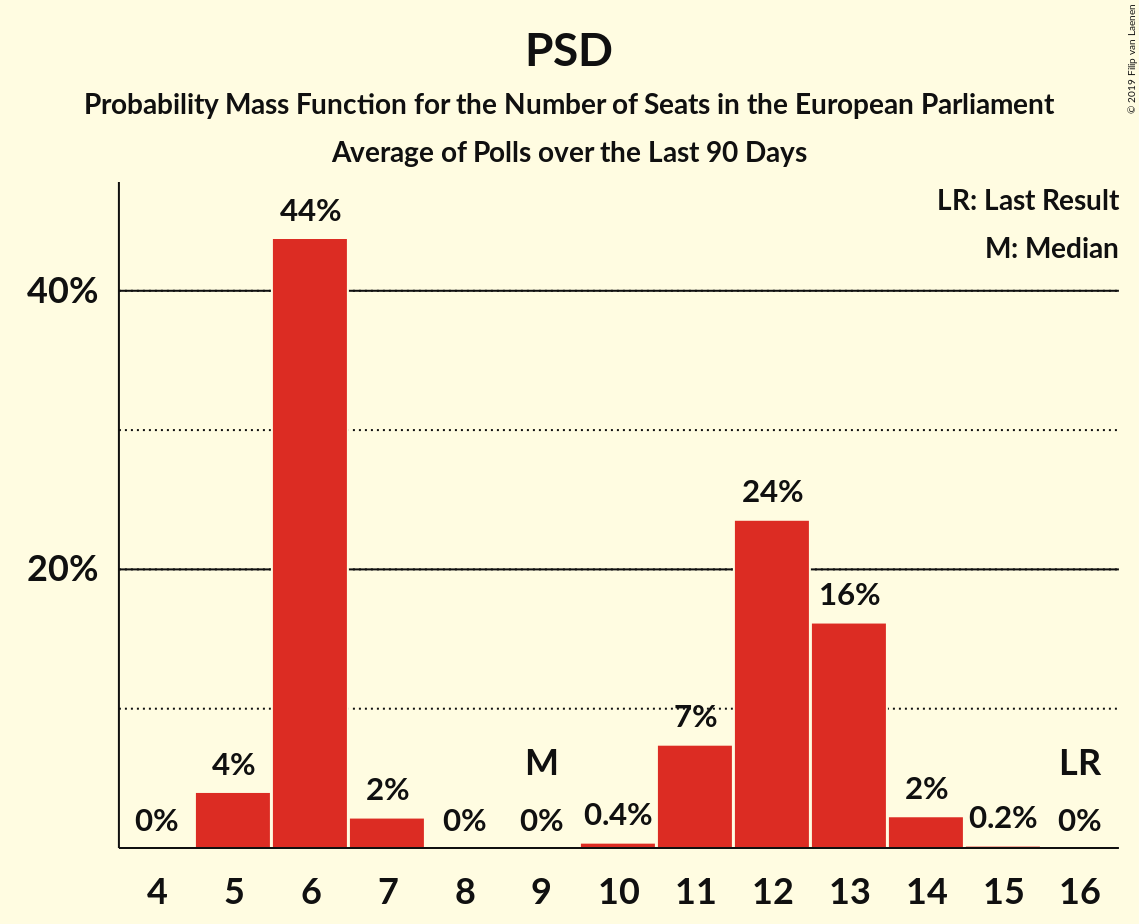 PSD
Probability Mass Function for the Number of Seats in the European Parliament
Average of Polls over the Last 90 Days
© 2019 Filip van Laenen
LR: Last Result
M: Median
40%
20%
0%
4%
44%
2%
0%
M
0%
0.4%
7%
24%
16%
2%
0.2%
LR
0%
4 5 6 7 8 9 10 11 12 13 14 15 16